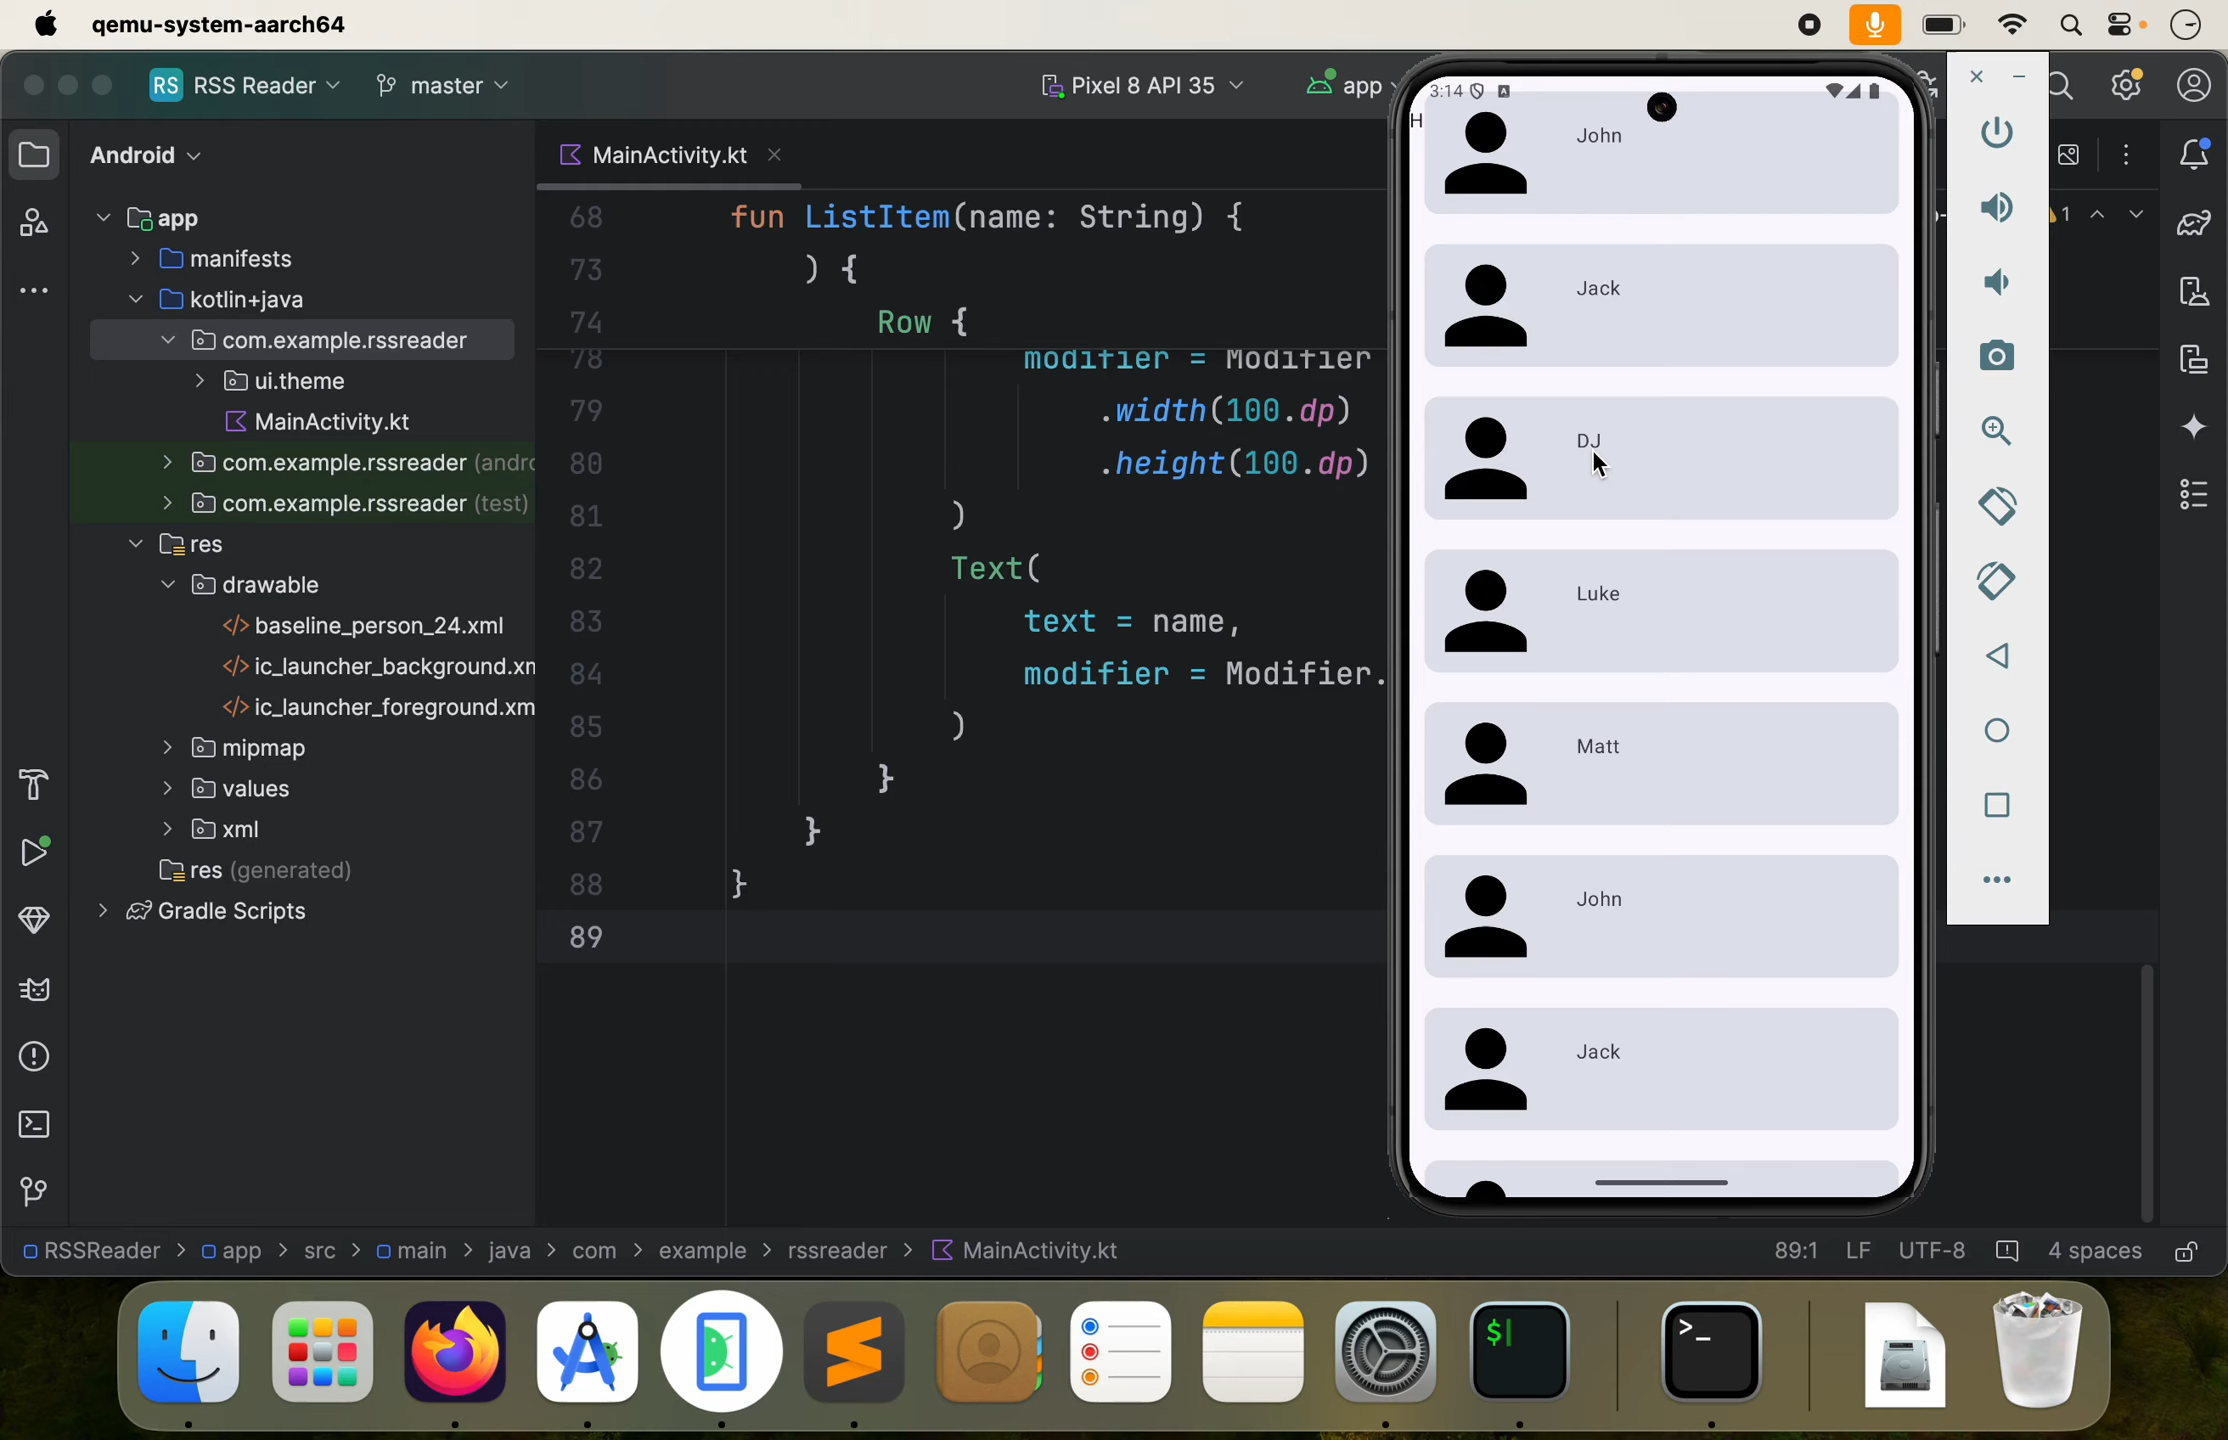 qemu-system-aarch64
RS RSS Reader
master
Pixel 8 API 35
app
Android
MainActivity.kt
1
app
manifests
kotlin+java
com.example.rssreader
ui.theme
MainActivity.kt
com.example.rssreader (andro
com.example.rssreader (test)
res
drawable
baseline_person_24.xml
ic_launcher_background.xm
ic_launcher_foreground.xm
mipmap
values
xml
res (generated)
Gradle Scripts
68 fun ListItem(name: String) {
73 ) {
74 Row {
78 modifier = Modifier
79 .width(100.dp)
80 .height(100.dp)
81 )
82 Text(
83 text = name,
84 modifier = Modifier.
85 )
86 }
87 }
88 }
89
3:14
H
John
Jack
DJ
Luke
Matt
John
Jack
RSSReader > app > src > main > java > com > example > rssreader > MainActivity.kt
89:1 LF UTF-8 4 spaces